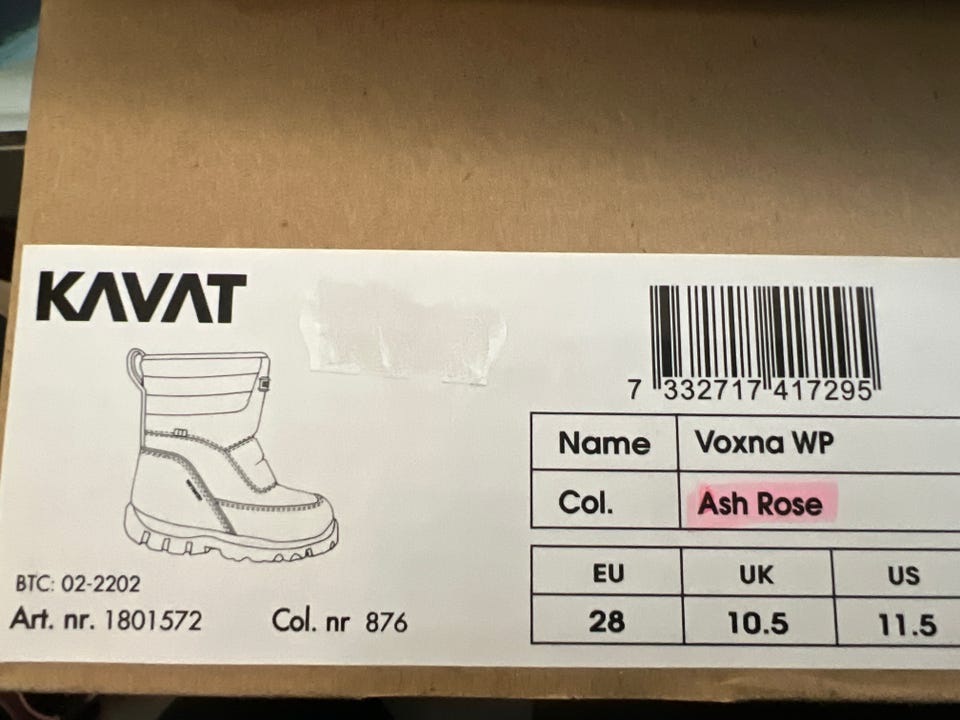 KAVAT
7 332717 417295
Name Voxna WP
Col. Ash Rose
EU UK US
28 10.5 11.5
BTC: 02-2202
Art. nr. 1801572 Col. nr 876